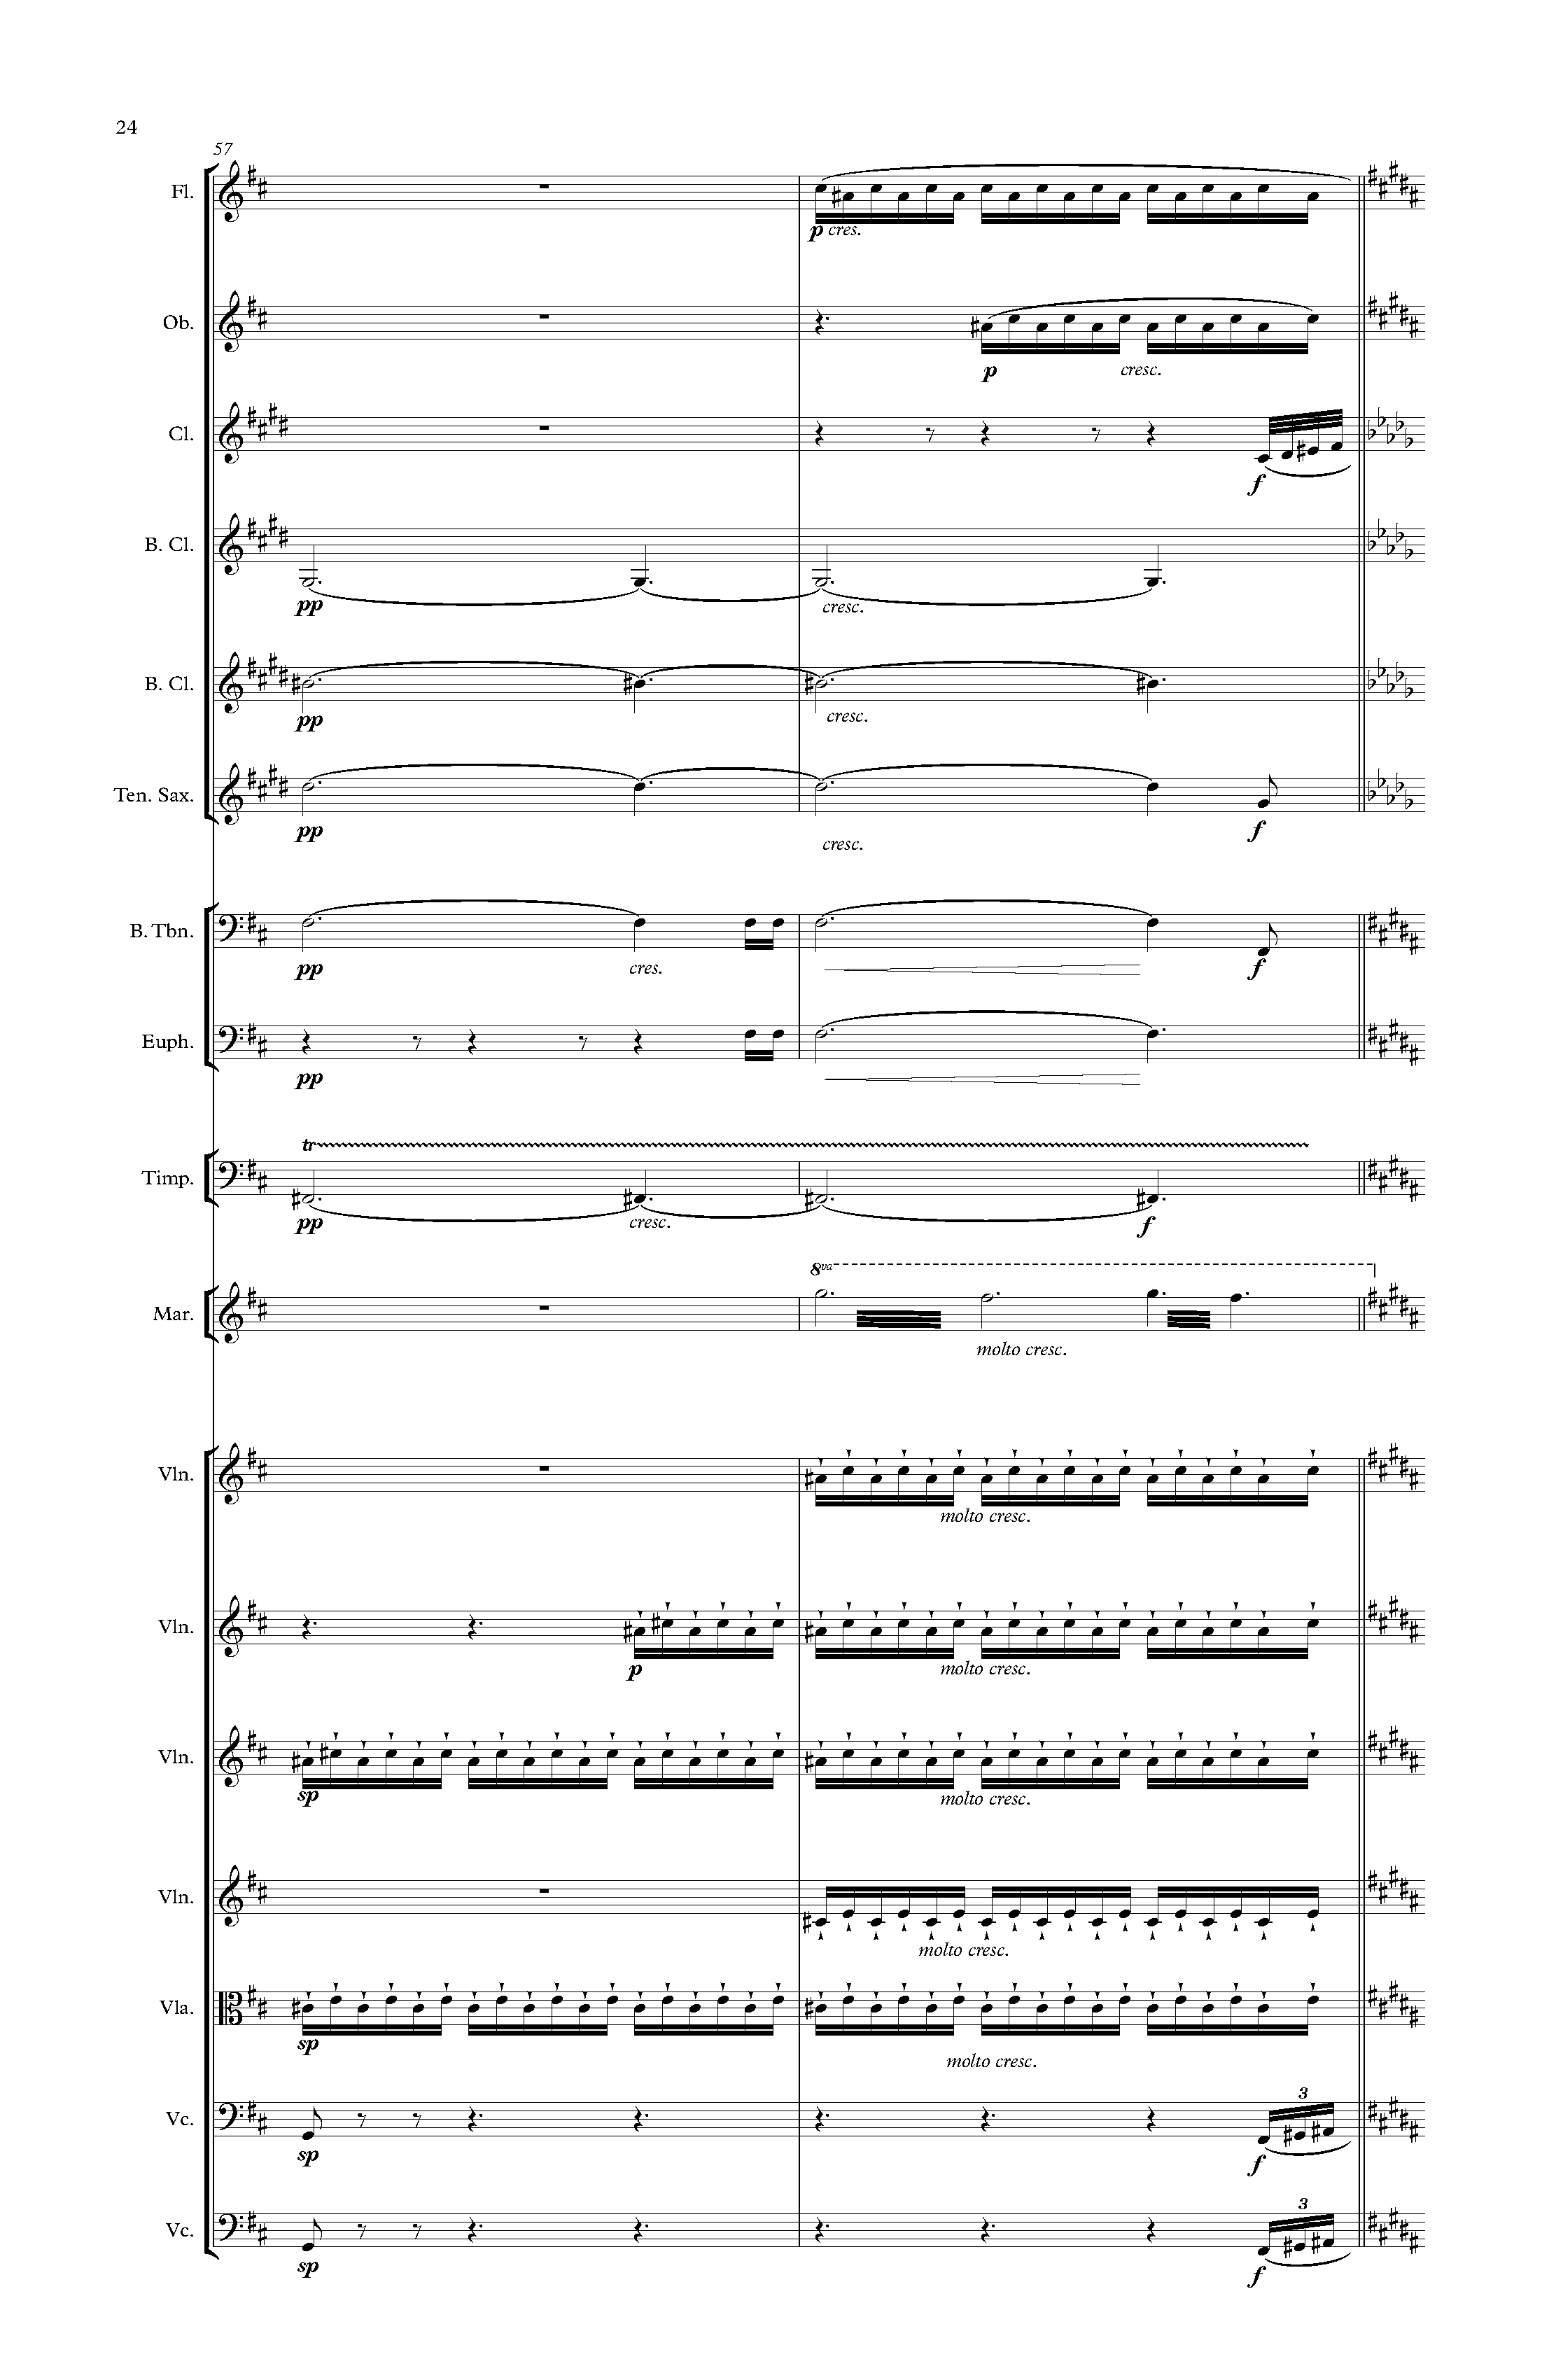 24
57
Fl.
p cres.
Ob.
p cresc.
Cl.
f
B. Cl.
pp cresc.
B. Cl.
pp cresc.
Ten. Sax.
pp f
cresc.
B. Tbn.
pp cres. f
Euph.
pp
tr
Timp.
pp cresc. f
8va
Mar.
molto cresc.
Vln.
molto cresc.
Vln.
p molto cresc.
Vln.
sp molto cresc.
Vln.
molto cresc.
Vla.
sp
molto cresc.
3
Vc.
sp f
3
Vc.
sp f